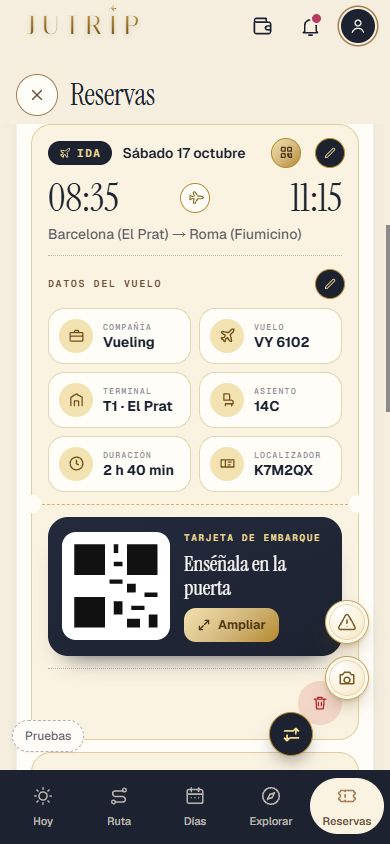 JUTRIP
Reservas
IDA Sábado 17 octubre
08:35 11:15
Barcelona (El Prat) → Roma (Fiumicino)
DATOS DEL VUELO
COMPAÑÍA
Vueling
VUELO
VY 6102
TERMINAL
T1 · El Prat
ASIENTO
14C
DURACIÓN
2 h 40 min
LOCALIZADOR
K7M2QX
TARJETA DE EMBARQUE
Enséñala en la
puerta
Ampliar
Pruebas
Hoy Ruta Días Explorar Reservas